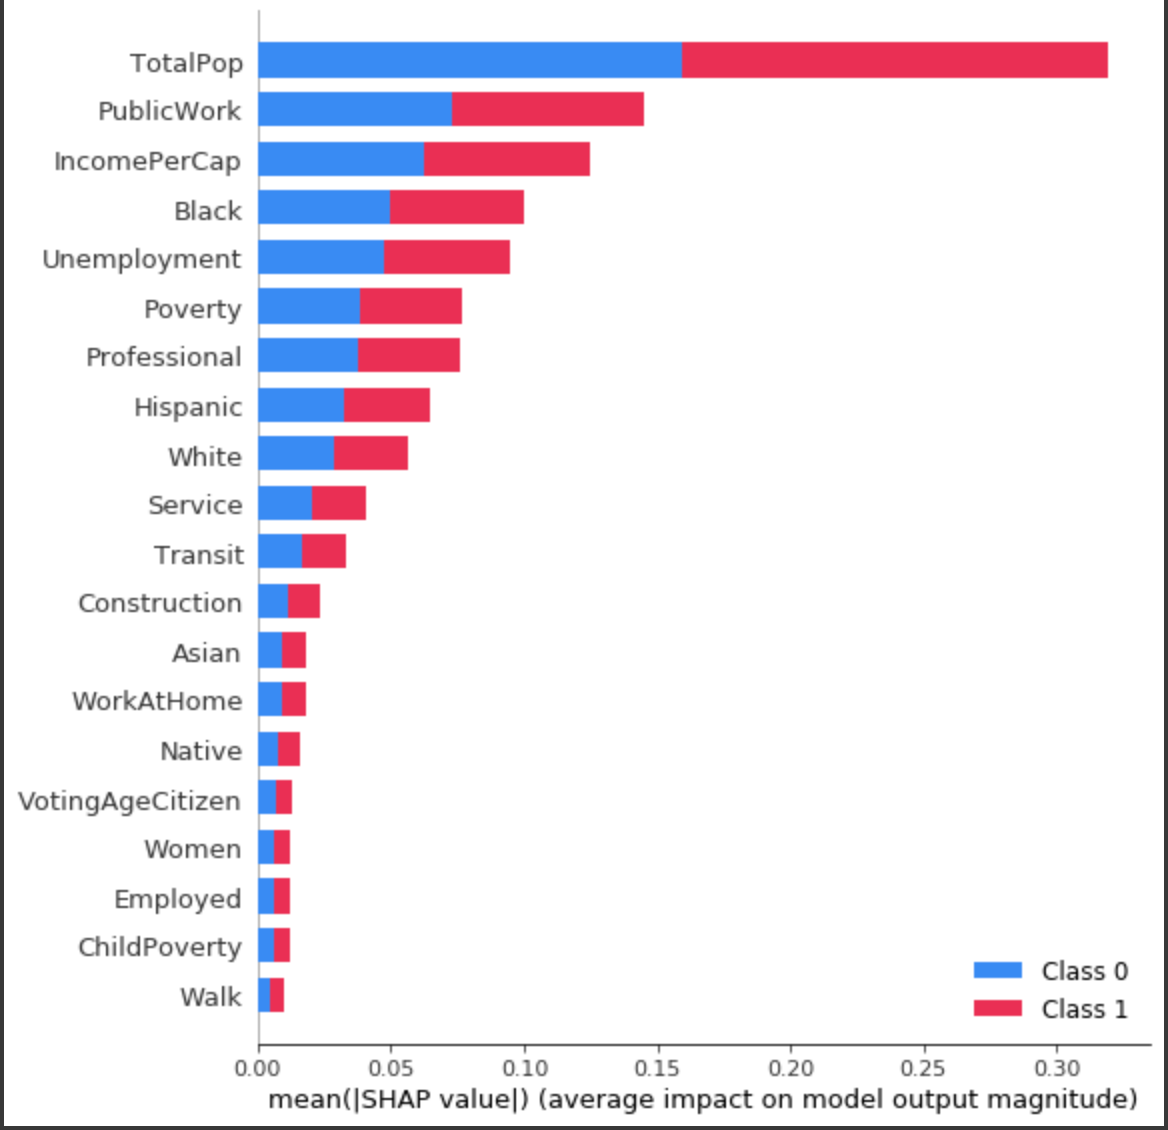 TotalPop
PublicWork
IncomePerCap
Black
Unemployment
Poverty
Professional
Hispanic
White
Service
Transit
Construction
Asian
WorkAtHome
Native
VotingAgeCitizen
Women
Employed
ChildPoverty
Walk
Class 0
Class 1
0.00 0.05 0.10 0.15 0.20 0.25 0.30
mean(|SHAP value|) (average impact on model output magnitude)